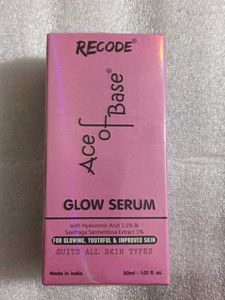 RECODE®
Ace of Base®
GLOW SERUM
with Hyaluronic Acid 1.5% &
Saxifraga Sarmentosa Extract 1%
FOR GLOWING, YOUTHFUL & IMPROVED SKIN
SUITS ALL SKIN TYPES
Made in India
30ml - 1.01 fl. oz.